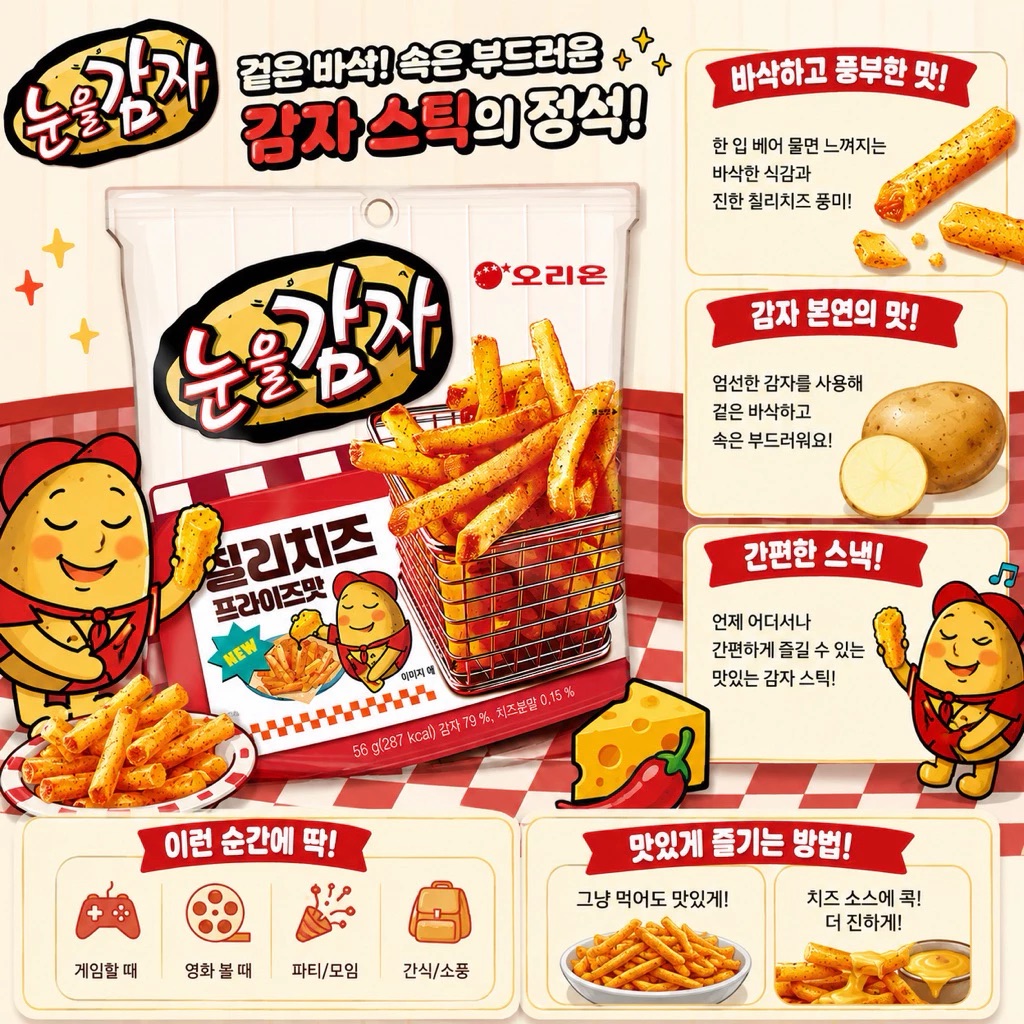 눈을감자
겉은 바삭! 속은 부드러운
감자 스틱의 정석!
오리온
눈을감자
칠리치즈
프라이즈맛
NEW
이미지 예
56 g(287 kcal) 감자 79 %, 치즈분말 0.15 %
바삭하고 풍부한 맛!
한 입 베어 물면 느껴지는
바삭한 식감과
진한 칠리치즈 풍미!
감자 본연의 맛!
엄선한 감자를 사용해
겉은 바삭하고
속은 부드러워요!
간편한 스낵!
언제 어디서나
간편하게 즐길 수 있는
맛있는 감자 스틱!
이런 순간에 딱!
게임할 때
영화 볼 때
파티/모임
간식/소풍
맛있게 즐기는 방법!
그냥 먹어도 맛있게!
치즈 소스에 콕!
더 진하게!